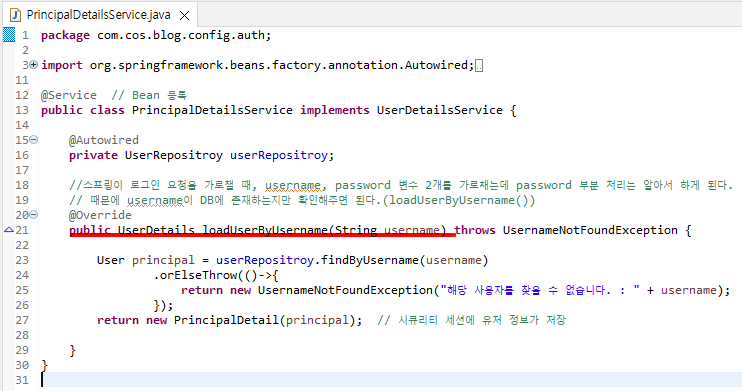 PrincipalDetailsService.java
1 package com.cos.blog.config.auth;
2
3 import org.springframework.beans.factory.annotation.Autowired;
11
12 @Service // Bean 등록
13 public class PrincipalDetailsService implements UserDetailsService {
14
15 @Autowired
16 private UserRepositroy userRepositroy;
17
18 //스프링이 로그인 요청을 가로챌 때, username, password 변수 2개를 가로채는데 password 부분 처리는 알아서 하게 된다.
19 // 때문에 username이 DB에 존재하는지만 확인해주면 된다.(loadUserByUsername())
20 @Override
21 public UserDetails loadUserByUsername(String username) throws UsernameNotFoundException {
22
23 User principal = userRepositroy.findByUsername(username)
24 .orElseThrow(()->{
25 return new UsernameNotFoundException("해당 사용자를 찾을 수 없습니다. : " + username);
26 });
27 return new PrincipalDetail(principal); // 시큐리티 세션에 유저 정보가 저장
28
29 }
30 }
31